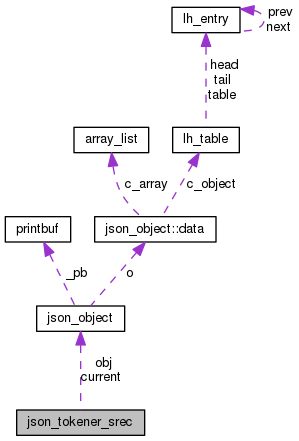 lh_entry
prev
next
head
tail
table
array_list
lh_table
c_array
c_object
printbuf
json_object::data
_pb
o
json_object
obj
current
json_tokener_srec